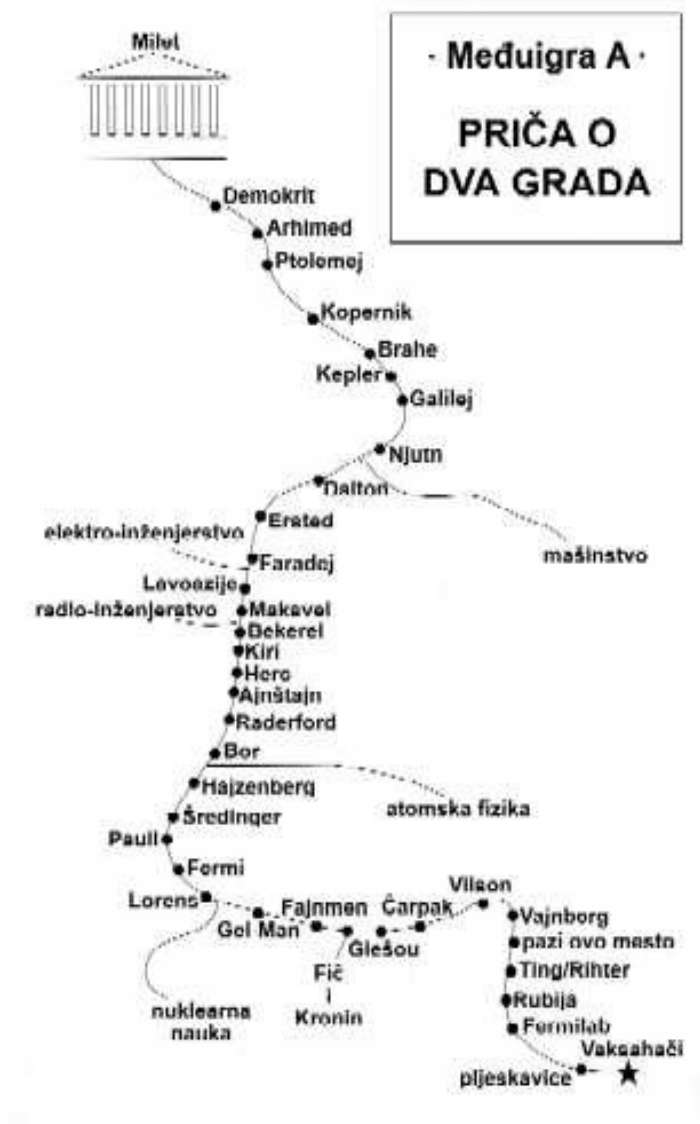 Milet
· Međuigra A ·
PRIČA O
DVA GRADA
Demokrit
Arhimed
Ptolemej
Kopernik
Brahe
Kepler
Galilej
Njutn
Dalton
Ersted
elektro-inženjerstvo
mašinstvo
Faradej
Lavoazije
radio-inženjerstvo
Maksvel
Bekerel
Kiri
Herc
Ajnštajn
Raderford
Bor
Hajzenberg
atomska fizika
Šredinger
Pauli
Fermi
Lorens
Gel Man
Fajnmen
Glešou
Čarpak
Vilson
Fič
i
Kronin
nuklearna
nauka
Vajnberg
pazi ovo mesto
Ting/Rihter
Rubija
Fermilab
Vaksahači
pljeskavice